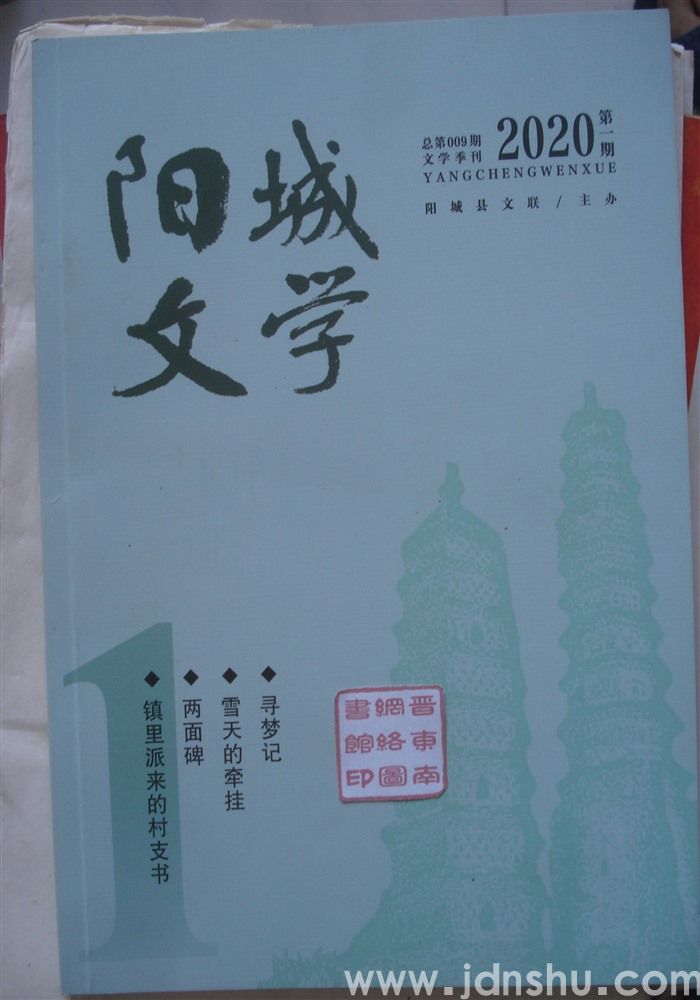 阳城
文学
总第009期
文学季刊
2020
第一期
YANGCHENGWENXUE
阳城县文联/主办
1
◆寻梦记
◆雪天的牵挂
◆两面碑
◆镇里派来的村支书
晋東南
網絡圖
書館印
www.jdnshu.com